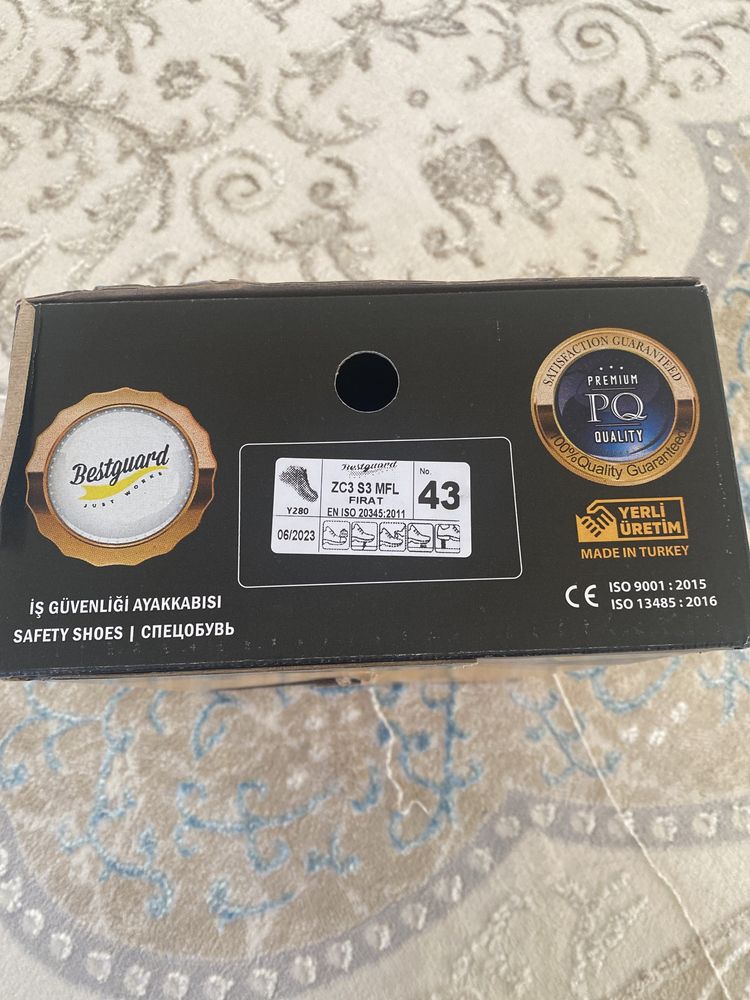 Bestguard
JUST WORKS
İŞ GÜVENLİĞİ AYAKKABISI
SAFETY SHOES | СПЕЦОБУВЬ
Bestguard
ZC3 S3 MFL
FIRAT
Y280
EN ISO 20345:2011
06/2023
No.
43
SATISFACTION GUARANTEED
PREMIUM
PQ
QUALITY
100%Quality Guaranteed
YERLİ
ÜRETİM
MADE IN TURKEY
CE
ISO 9001 : 2015
ISO 13485 : 2016